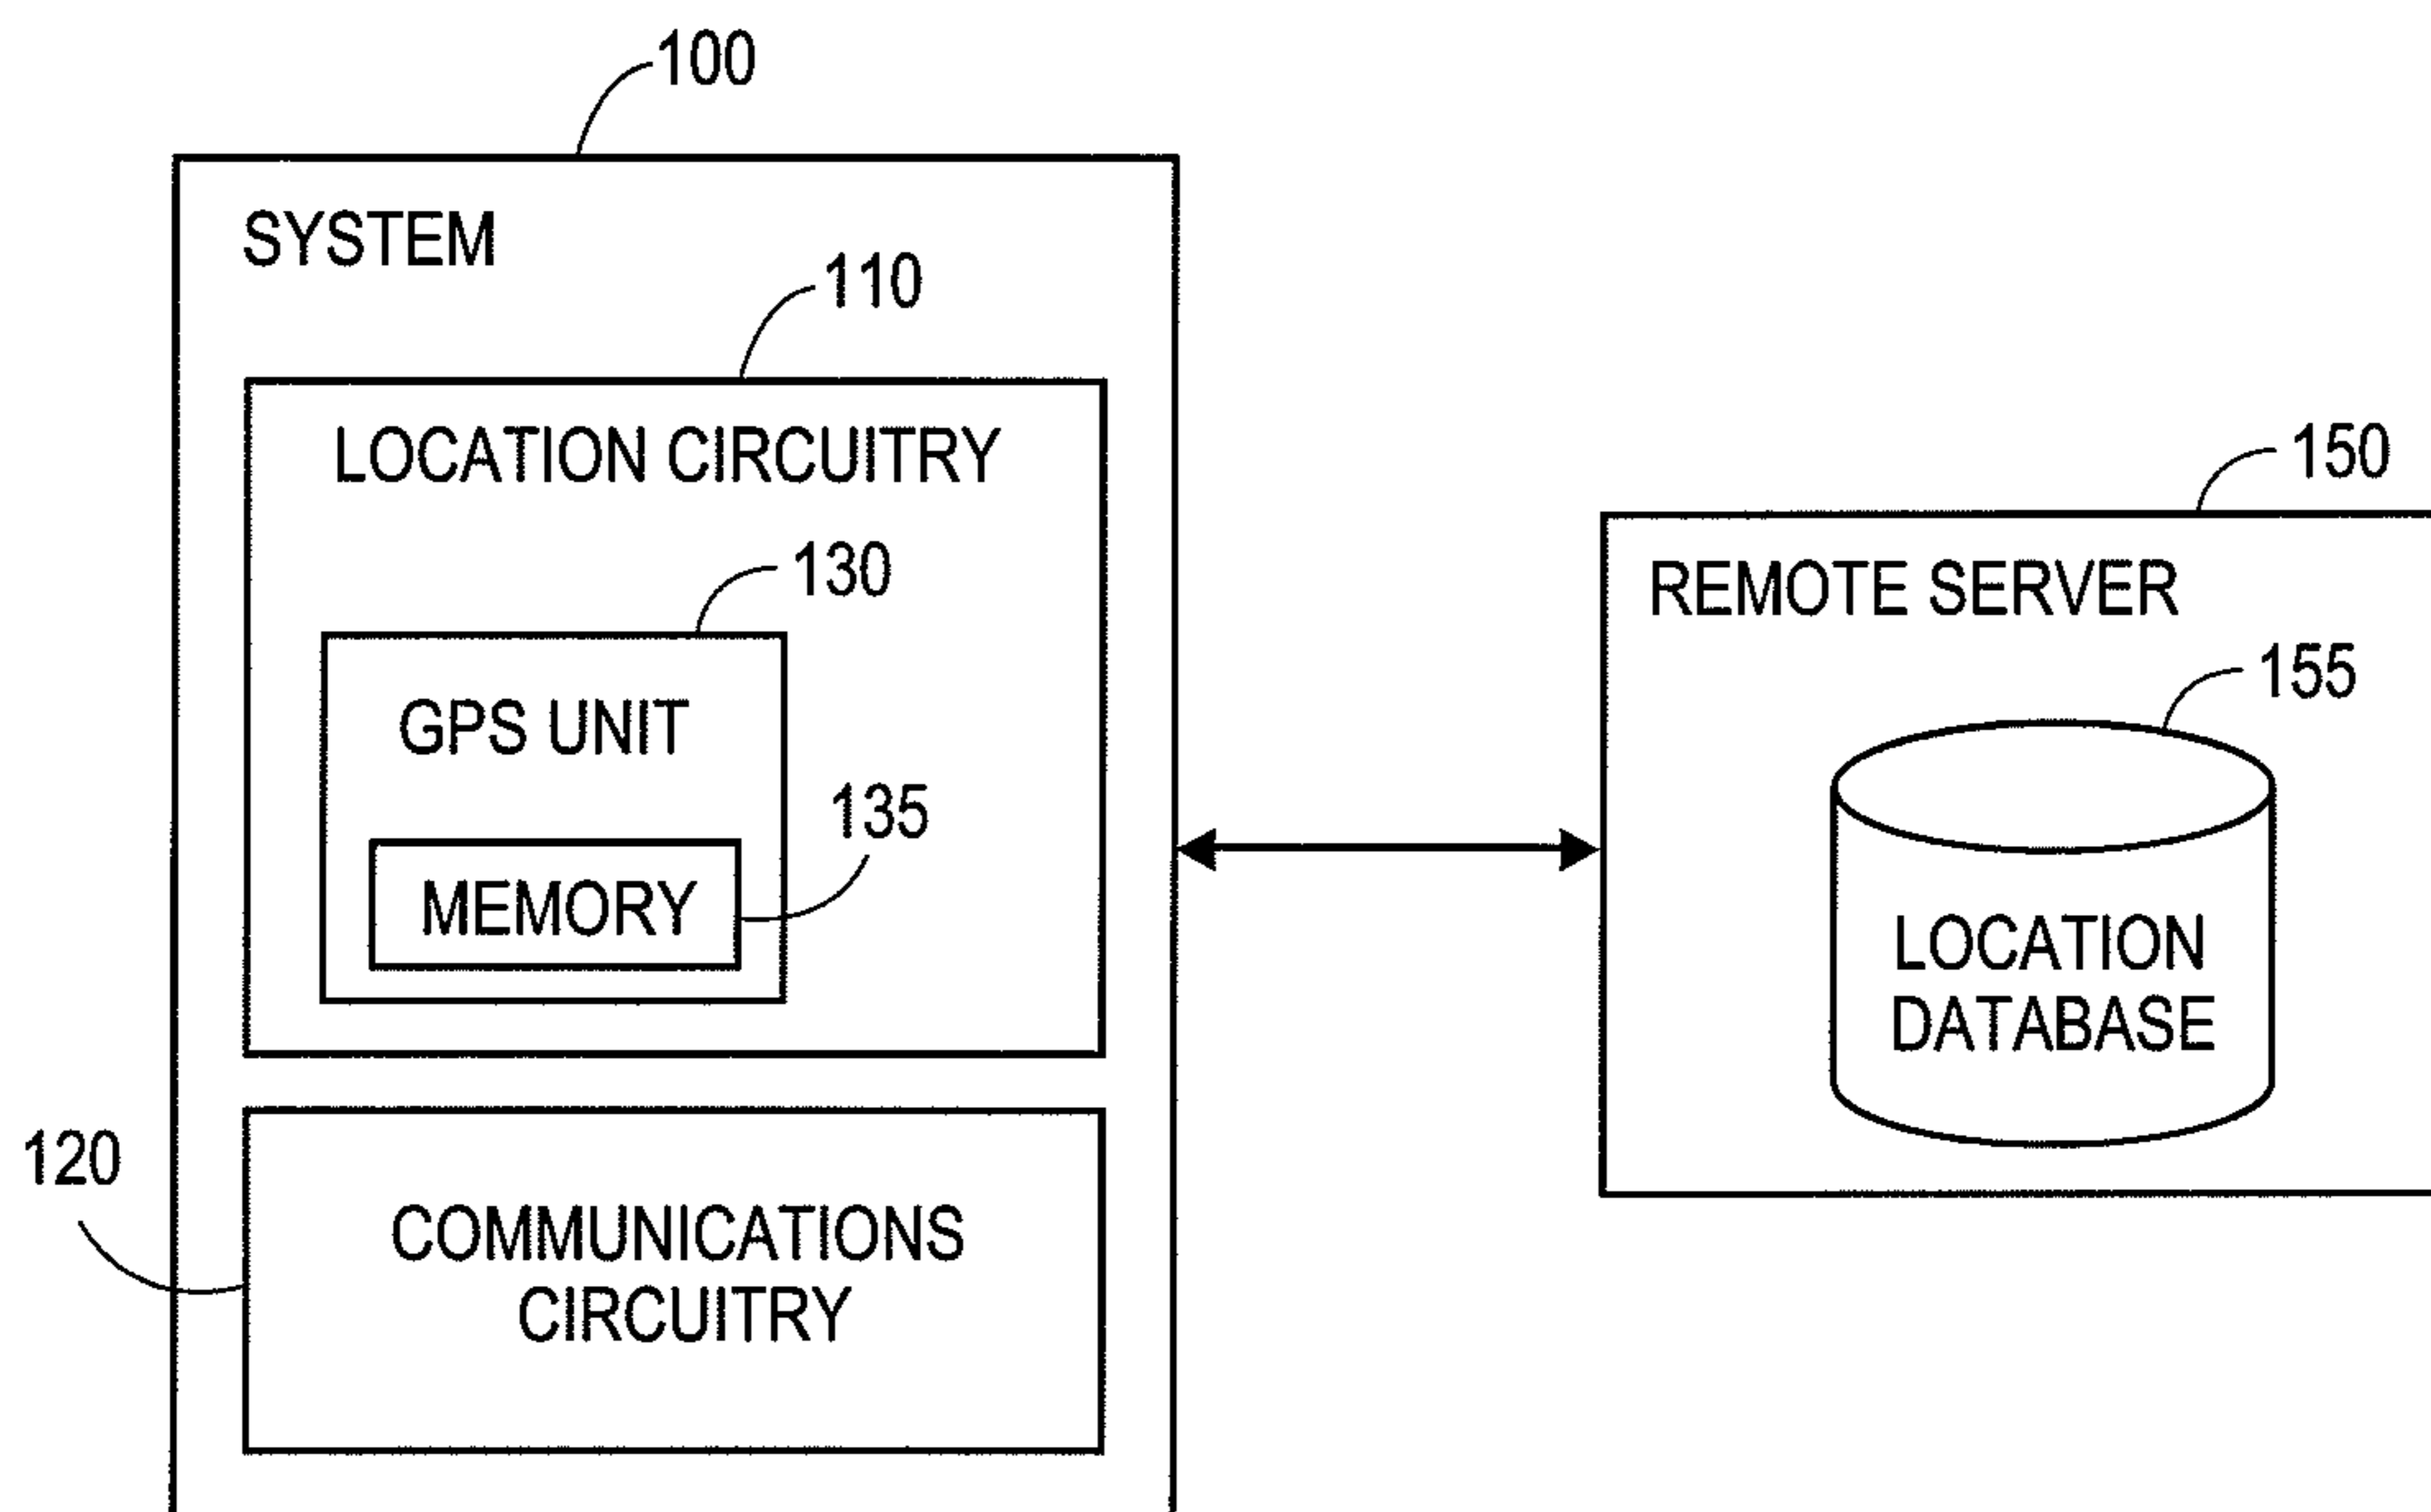 100
SYSTEM
110
LOCATION CIRCUITRY
130
GPS UNIT
135
MEMORY
120
COMMUNICATIONS
CIRCUITRY
150
REMOTE SERVER
155
LOCATION
DATABASE